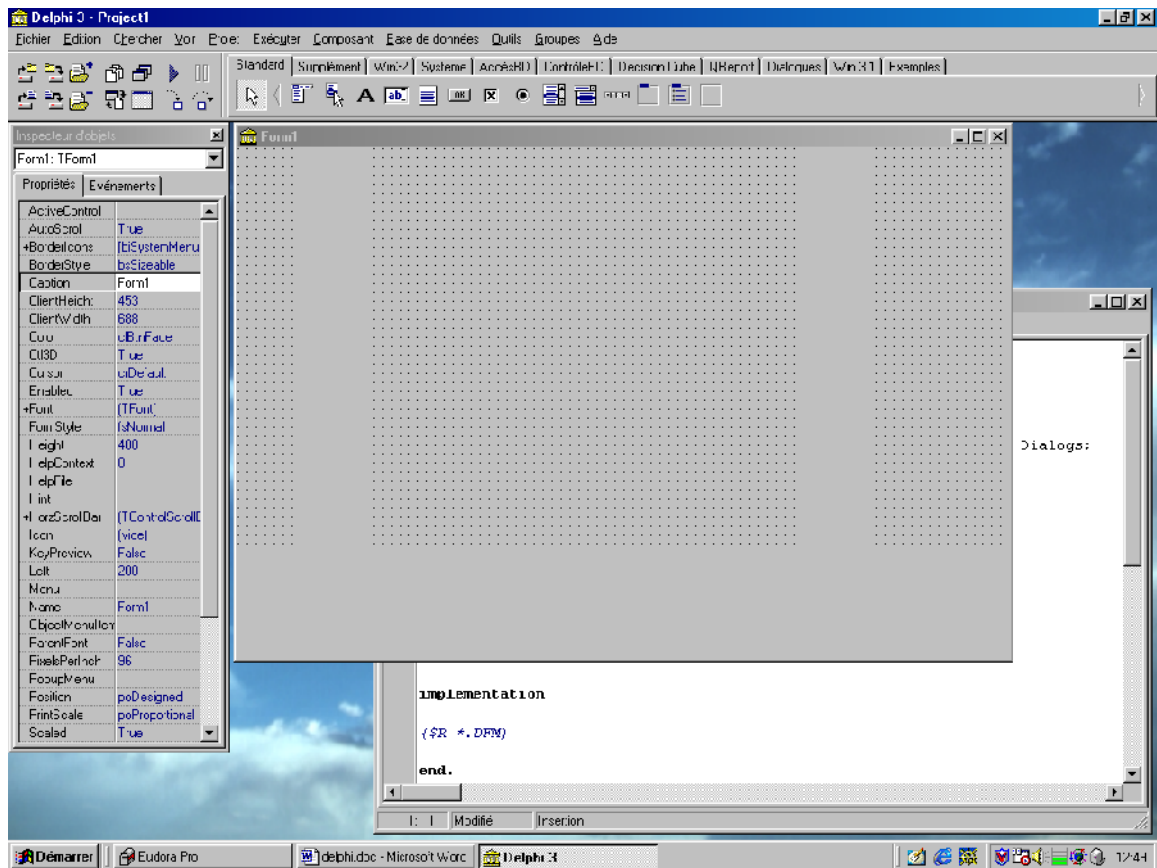 Delphi 3 - Project1
Fichier Edition Chercher Voir Projet Exécuter Composant Base de données Outils Groupes Aide
Standard Supplément Win32 Système AccèsBD ContrôleBD Decision Cube QReport Dialogues Win 3.1 Exemples
Inspecteur d'objets
Form1: TForm1
Propriétés Evénements
ActiveControl
AutoScroll True
+BorderIcons [biSystemMenu
BorderStyle bsSizeable
Caption Form1
ClientHeight 453
ClientWidth 688
Color clBtnFace
Ctl3D True
Cursor crDefault
Enabled True
+Font (TFont)
FormStyle fsNormal
Height 400
HelpContext 0
HelpFile
Hint
+HorzScrollBar (TControlScrollB
Icon
KeyPreview False
Left 200
Menu
Name Form1
ObjectMenuItem
ParentFont False
PixelsPerInch 96
PopupMenu
Position poDesigned
PrintScale poProportional
Scaled True
Form1
Dialogs;
implementation
{$R *.DFM}
end.
1: 1 Modifié Insertion
Démarrer Eudora Pro delphi.doc - Microsoft Word Delphi 3 12:44